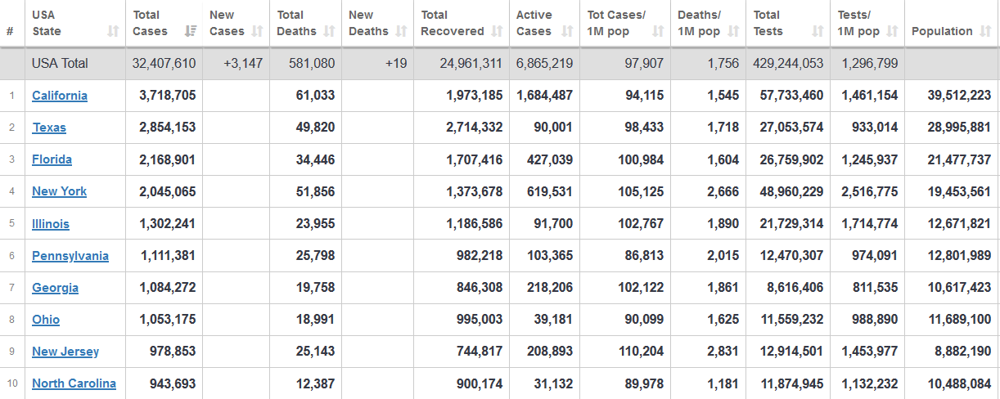 # USA State Total Cases New Cases Total Deaths New Deaths Total Recovered Active Cases Tot Cases/ 1M pop Deaths/ 1M pop Total Tests Tests/ 1M pop Population
USA Total 32,407,610 +3,147 581,080 +19 24,961,311 6,865,219 97,907 1,756 429,244,053 1,296,799
1 California 3,718,705 61,033 1,973,185 1,684,487 94,115 1,545 57,733,460 1,461,154 39,512,223
2 Texas 2,854,153 49,820 2,714,332 90,001 98,433 1,718 27,053,574 933,014 28,995,881
3 Florida 2,168,901 34,446 1,707,416 427,039 100,984 1,604 26,759,902 1,245,937 21,477,737
4 New York 2,045,065 51,856 1,373,678 619,531 105,125 2,666 48,960,229 2,516,775 19,453,561
5 Illinois 1,302,241 23,955 1,186,586 91,700 102,767 1,890 21,729,314 1,714,774 12,671,821
6 Pennsylvania 1,111,381 25,798 982,218 103,365 86,813 2,015 12,470,307 974,091 12,801,989
7 Georgia 1,084,272 19,758 846,308 218,206 102,122 1,861 8,616,406 811,535 10,617,423
8 Ohio 1,053,175 18,991 995,003 39,181 90,099 1,625 11,559,232 988,890 11,689,100
9 New Jersey 978,853 25,143 744,817 208,893 110,204 2,831 12,914,501 1,453,977 8,882,190
10 North Carolina 943,693 12,387 900,174 31,132 89,978 1,181 11,874,945 1,132,232 10,488,084